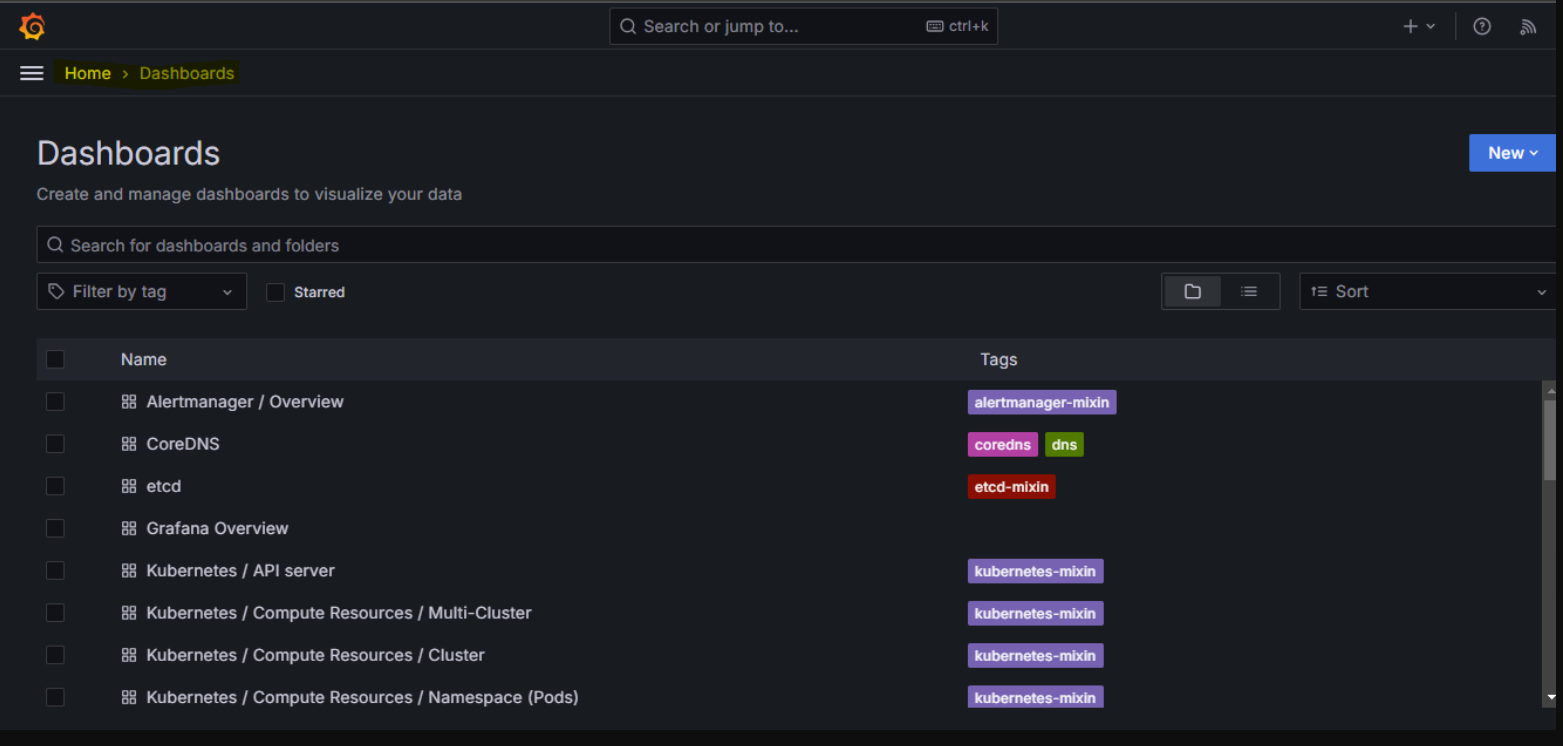 Search or jump to... ctrl+k
Home › Dashboards
Dashboards
New
Create and manage dashboards to visualize your data
Search for dashboards and folders
Filter by tag Starred Sort
Name Tags
Alertmanager / Overview alertmanager-mixin
CoreDNS coredns dns
etcd etcd-mixin
Grafana Overview
Kubernetes / API server kubernetes-mixin
Kubernetes / Compute Resources / Multi-Cluster kubernetes-mixin
Kubernetes / Compute Resources / Cluster kubernetes-mixin
Kubernetes / Compute Resources / Namespace (Pods) kubernetes-mixin